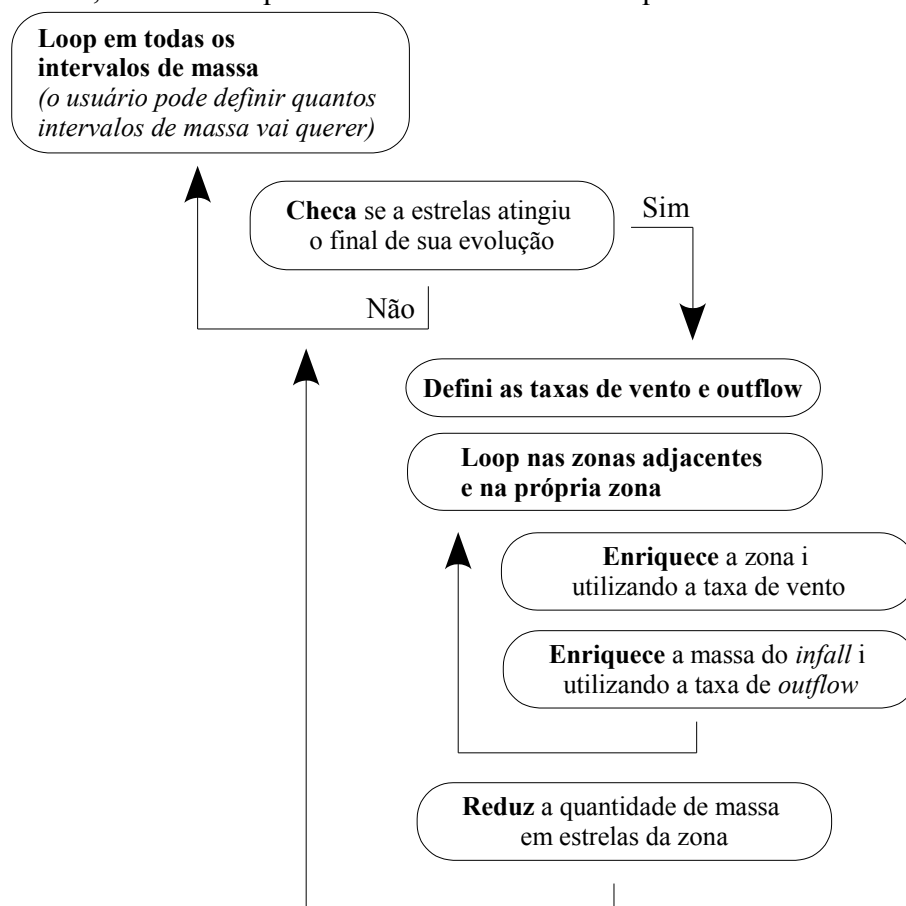 Loop em todas os
intervalos de massa
(o usuário pode definir quantos
intervalos de massa vai querer)
Checa se a estrelas atingiu
o final de sua evolução
Sim
Não
Defini as taxas de vento e outflow
Loop nas zonas adjacentes
e na própria zona
Enriquece a zona i
utilizando a taxa de vento
Enriquece a massa do infall i
utilizando a taxa de outflow
Reduz a quantidade de massa
em estrelas da zona